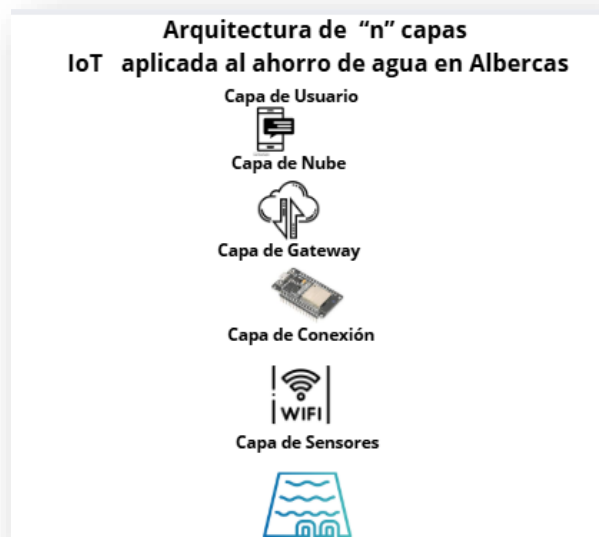 Arquitectura de “n” capas
IoT aplicada al ahorro de agua en Albercas
Capa de Usuario
Capa de Nube
Capa de Gateway
Capa de Conexión
WIFI
Capa de Sensores